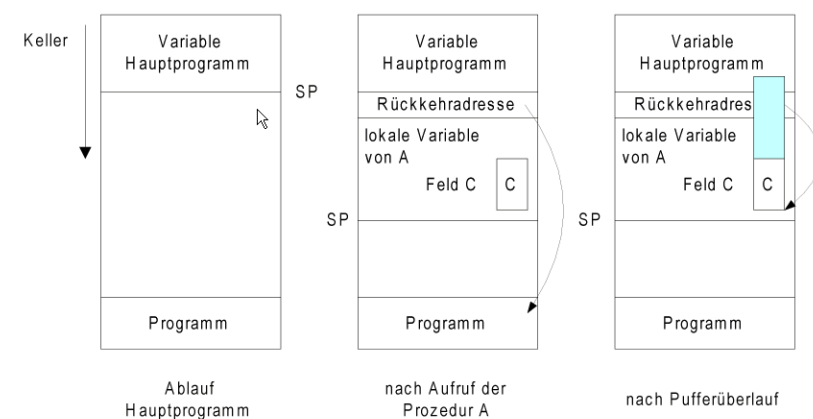 Keller
Variable
Hauptprogramm
SP
Programm
Ablauf
Hauptprogramm
Variable
Hauptprogramm
Rückkehradresse
lokale Variable
von A
Feld C
C
SP
Programm
nach Aufruf der
Prozedur A
Variable
Hauptprogramm
Rückkehradres
lokale Variable
von A
Feld C
C
SP
Programm
nach Pufferüberlauf